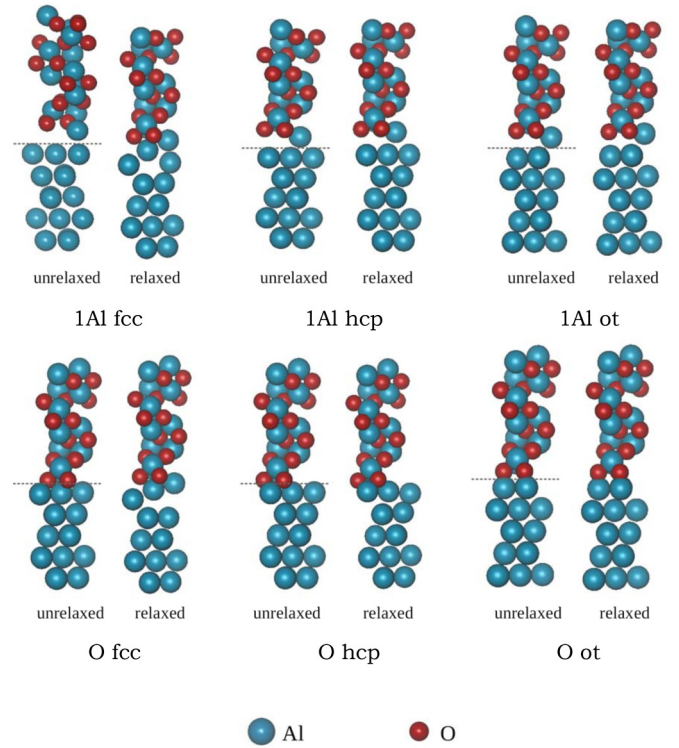 unrelaxed relaxed unrelaxed relaxed unrelaxed relaxed
1Al fcc 1Al hcp 1Al ot
unrelaxed relaxed unrelaxed relaxed unrelaxed relaxed
O fcc O hcp O ot
Al O